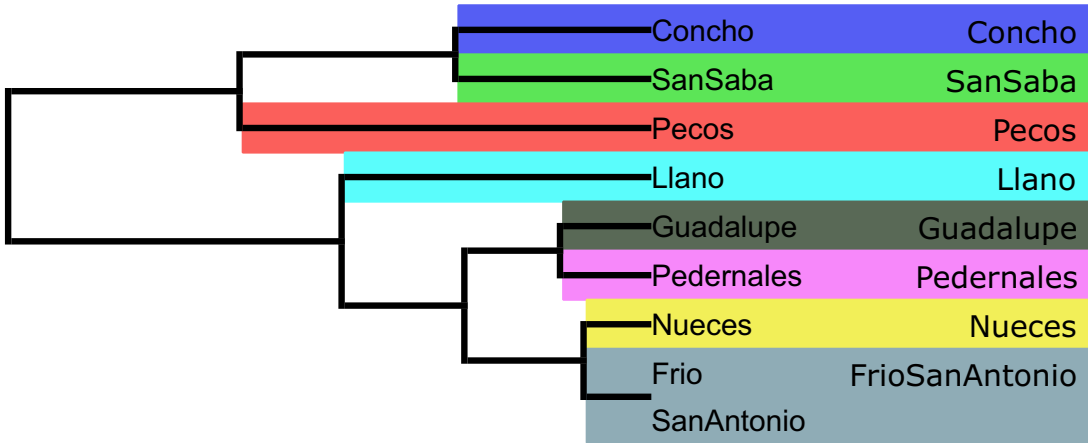 Concho Concho
SanSaba SanSaba
Pecos Pecos
Llano Llano
Guadalupe Guadalupe
Pedernales Pedernales
Nueces Nueces
Frio FrioSanAntonio
SanAntonio